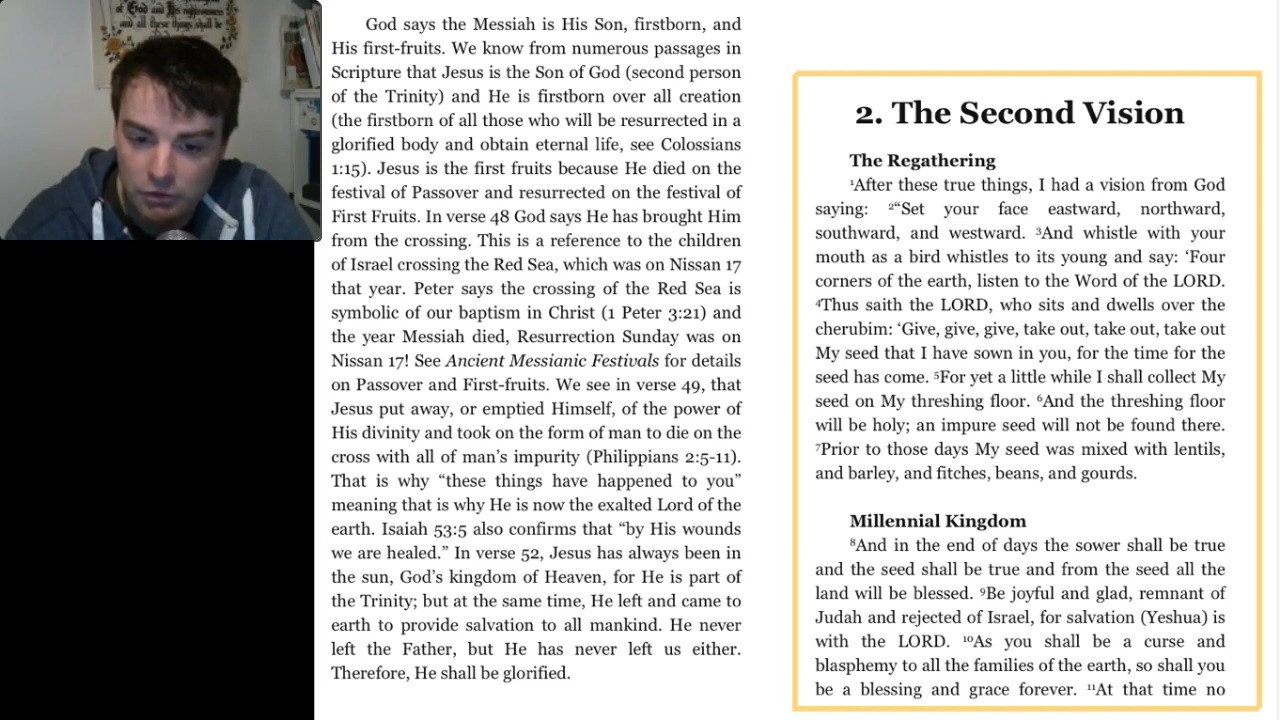 of God and His righteousness
and all these things shall be
God says the Messiah is His Son, firstborn, and
His first-fruits. We know from numerous passages in
Scripture that Jesus is the Son of God (second person
of the Trinity) and He is firstborn over all creation
(the firstborn of all those who will be resurrected in a
glorified body and obtain eternal life, see Colossians
1:15). Jesus is the first fruits because He died on the
festival of Passover and resurrected on the festival of
First Fruits. In verse 48 God says He has brought Him
from the crossing. This is a reference to the children
of Israel crossing the Red Sea, which was on Nissan 17
that year. Peter says the crossing of the Red Sea is
symbolic of our baptism in Christ (1 Peter 3:21) and
the year Messiah died, Resurrection Sunday was on
Nissan 17! See Ancient Messianic Festivals for details
on Passover and First-fruits. We see in verse 49, that
Jesus put away, or emptied Himself, of the power of
His divinity and took on the form of man to die on the
cross with all of man’s impurity (Philippians 2:5-11).
That is why “these things have happened to you”
meaning that is why He is now the exalted Lord of the
earth. Isaiah 53:5 also confirms that “by His wounds
we are healed.” In verse 52, Jesus has always been in
the sun, God’s kingdom of Heaven, for He is part of
the Trinity; but at the same time, He left and came to
earth to provide salvation to all mankind. He never
left the Father, but He has never left us either.
Therefore, He shall be glorified.
2. The Second Vision
The Regathering
¹After these true things, I had a vision from God
saying: ²“Set your face eastward, northward,
southward, and westward. ³And whistle with your
mouth as a bird whistles to its young and say: ‘Four
corners of the earth, listen to the Word of the LORD.
⁴Thus saith the LORD, who sits and dwells over the
cherubim: ‘Give, give, give, take out, take out, take out
My seed that I have sown in you, for the time for the
seed has come. ⁵For yet a little while I shall collect My
seed on My threshing floor. ⁶And the threshing floor
will be holy; an impure seed will not be found there.
⁷Prior to those days My seed was mixed with lentils,
and barley, and fitches, beans, and gourds.
Millennial Kingdom
⁸And in the end of days the sower shall be true
and the seed shall be true and from the seed all the
land will be blessed. ⁹Be joyful and glad, remnant of
Judah and rejected of Israel, for salvation (Yeshua) is
with the LORD. ¹⁰As you shall be a curse and
blasphemy to all the families of the earth, so shall you
be a blessing and grace forever. ¹¹At that time no